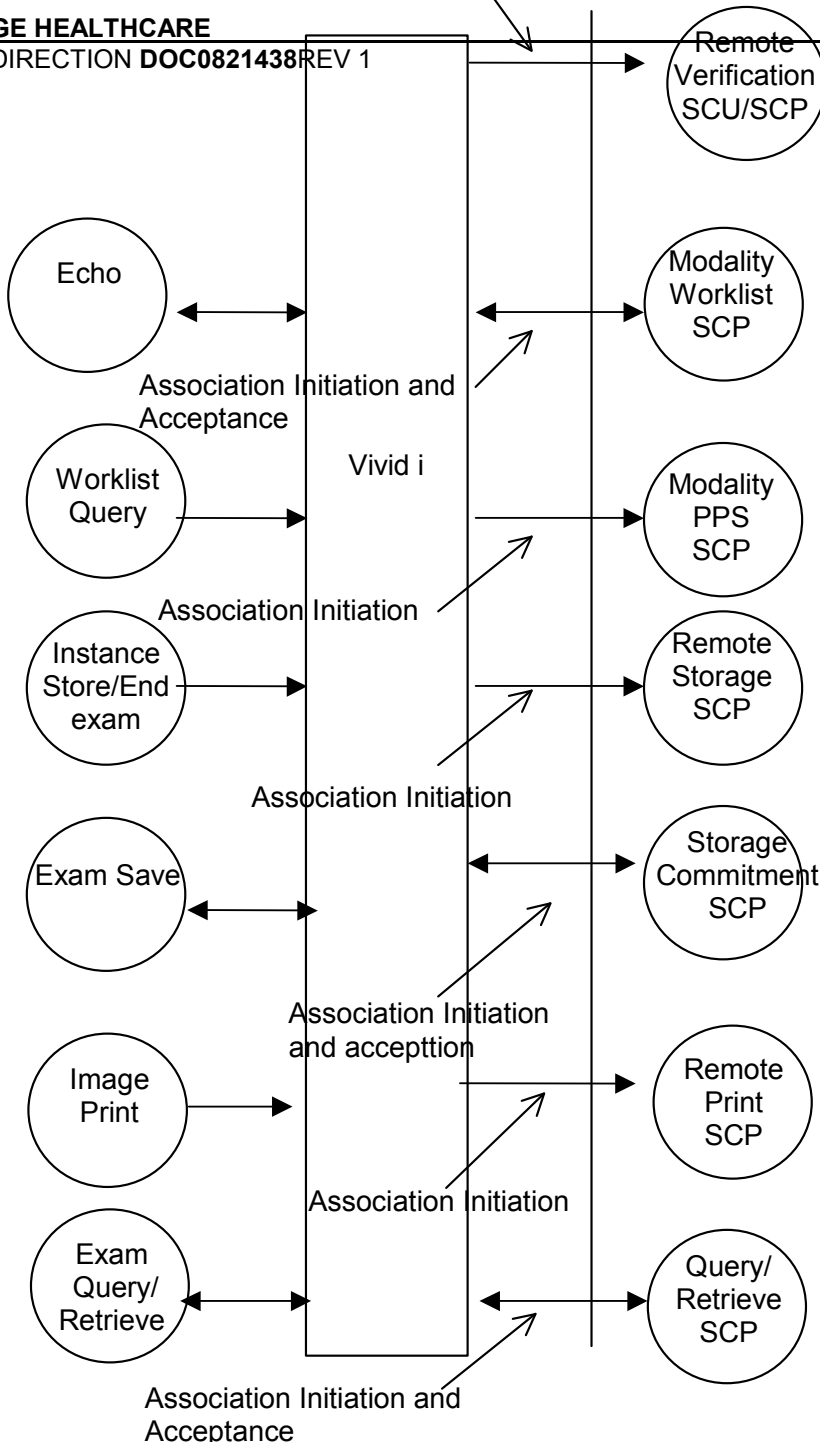 GE HEALTHCARE
DIRECTION DOC0821438REV 1
Remote
Verification
SCU/SCP
Echo
Modality
Worklist
SCP
Association Initiation and
Acceptance
Vivid i
Worklist
Query
Modality
PPS
SCP
Association Initiation
Instance
Store/End
exam
Remote
Storage
SCP
Association Initiation
Exam Save
Storage
Commitment
SCP
Association Initiation
and accepttion
Image
Print
Remote
Print
SCP
Association Initiation
Exam
Query/
Retrieve
Query/
Retrieve
SCP
Association Initiation and
Acceptance